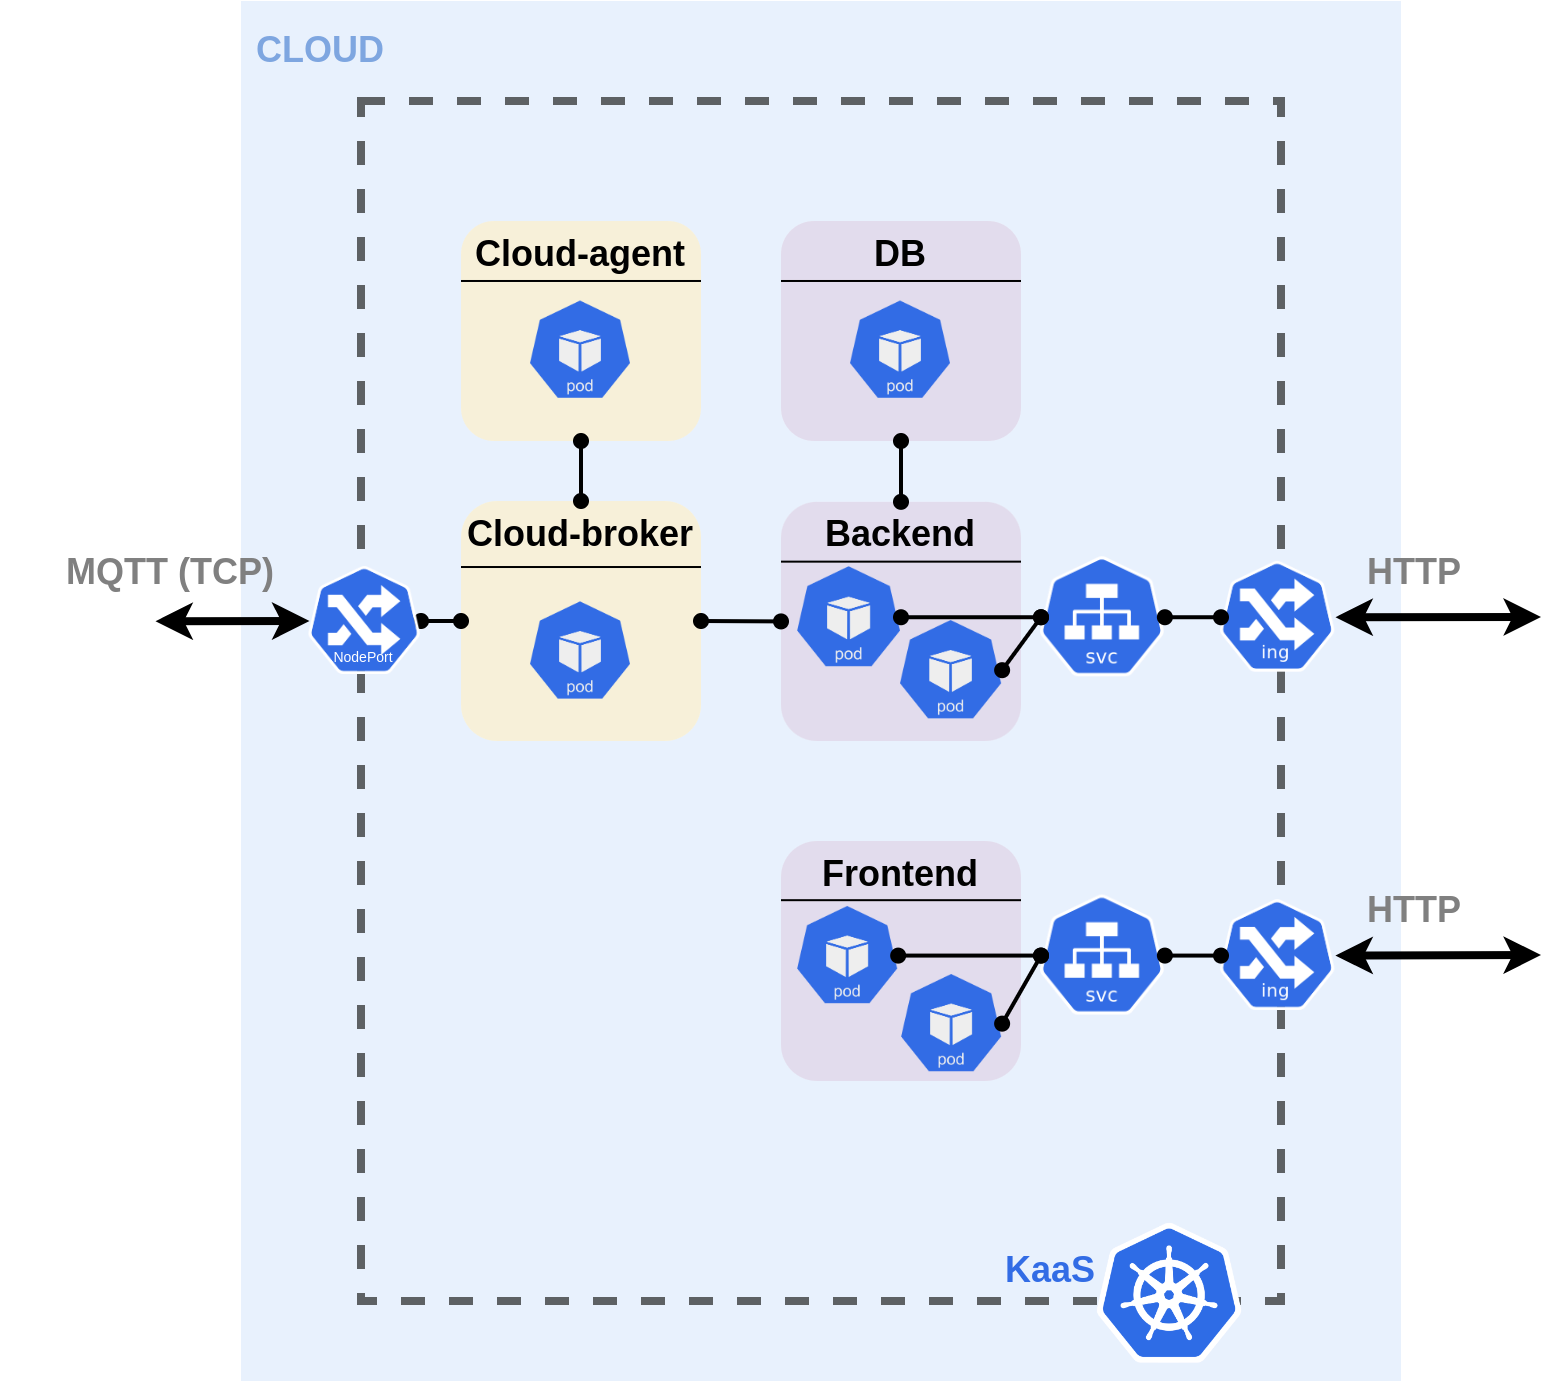 CLOUD
Cloud-agent
pod
DB
pod
MQTT (TCP)
NodePort
Cloud-broker
pod
Backend
pod
pod
svc
ing
HTTP
Frontend
pod
pod
svc
ing
HTTP
KaaS